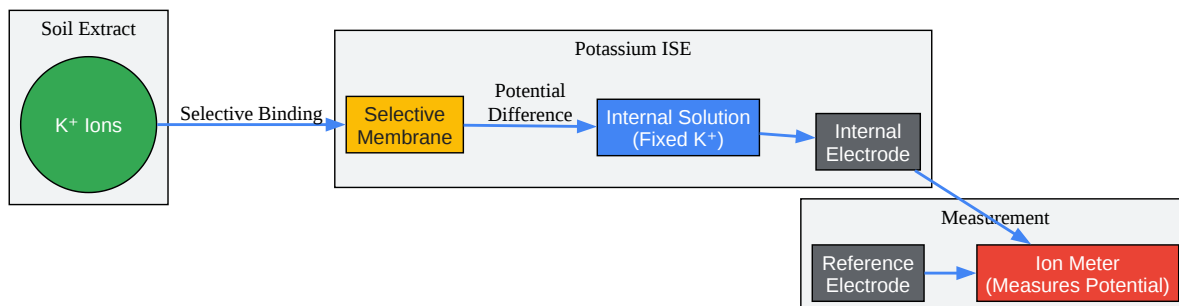 Soil Extract
K⁺ Ions
Selective Binding
Potassium ISE
Selective
Membrane
Potential
Difference
Internal Solution
(Fixed K⁺)
Internal
Electrode
Measurement
Reference
Electrode
Ion Meter
(Measures Potential)